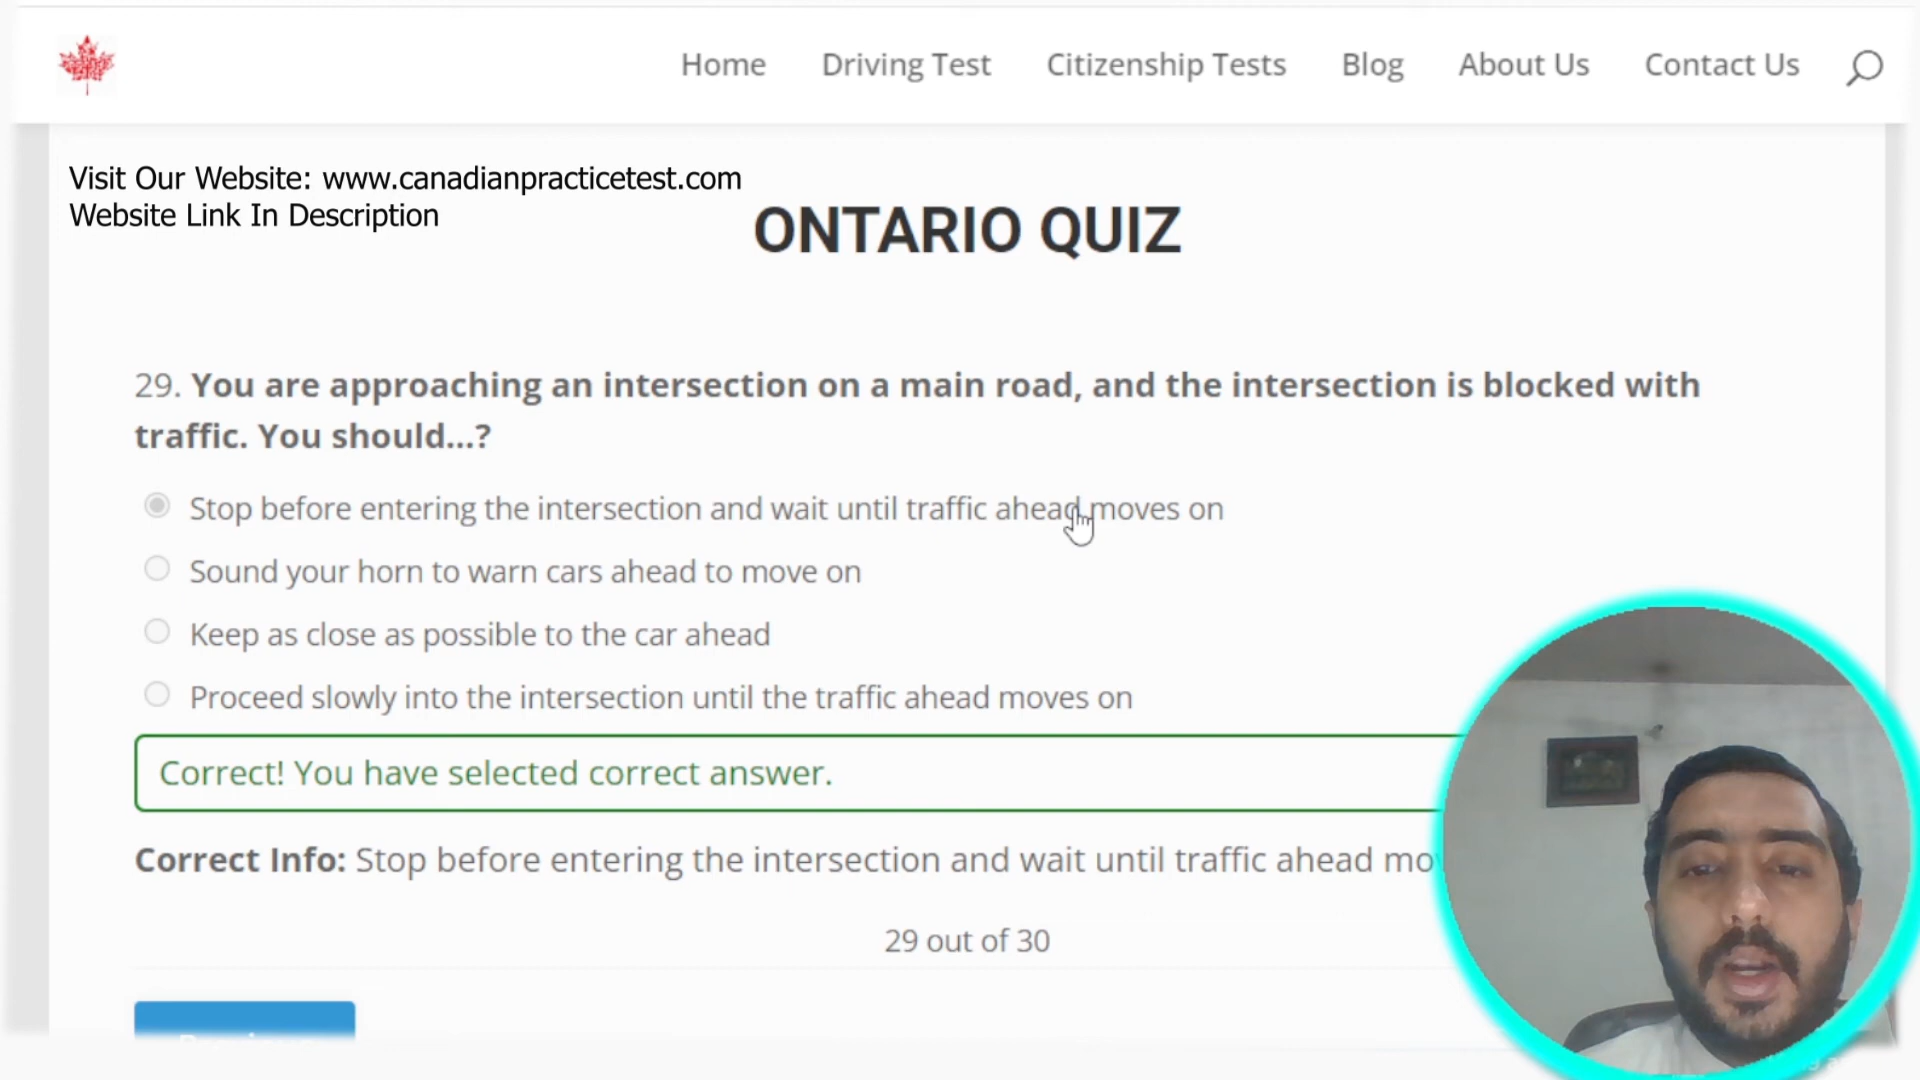 Home Driving Test Citizenship Tests Blog About Us Contact Us
Visit Our Website: www.canadianpracticetest.com
Website Link In Description
ONTARIO QUIZ
29. You are approaching an intersection on a main road, and the intersection is blocked with
traffic. You should...?
Stop before entering the intersection and wait until traffic ahead moves on
Sound your horn to warn cars ahead to move on
Keep as close as possible to the car ahead
Proceed slowly into the intersection until the traffic ahead moves on
Correct! You have selected correct answer.
Correct Info: Stop before entering the intersection and wait until traffic ahead
29 out of 30